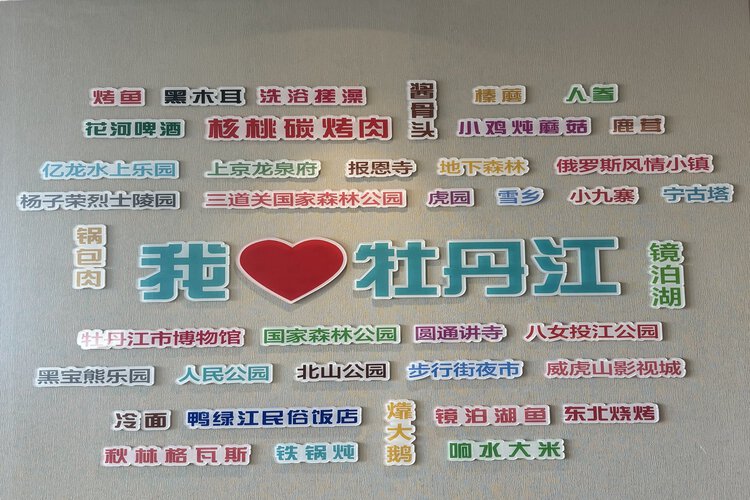 烤鱼 黑木耳 洗浴搓澡 酱骨头 榛蘑 人参
花河啤酒 核桃碳烤肉 小鸡炖蘑菇 鹿茸
亿龙水上乐园 上京龙泉府 报恩寺 地下森林 俄罗斯风情小镇
杨子荣烈士陵园 三道关国家森林公园 虎园 雪乡 小九寨 宁古塔
锅包肉
我 牡丹江
镜泊湖
牡丹江市博物馆 国家森林公园 圆通讲寺 八女投江公园
黑宝熊乐园 人民公园 北山公园 步行街夜市 威虎山影视城
冷面 鸭绿江民俗饭店 㸆大鹅 镜泊湖鱼 东北烧烤
秋林格瓦斯 铁锅炖 响水大米